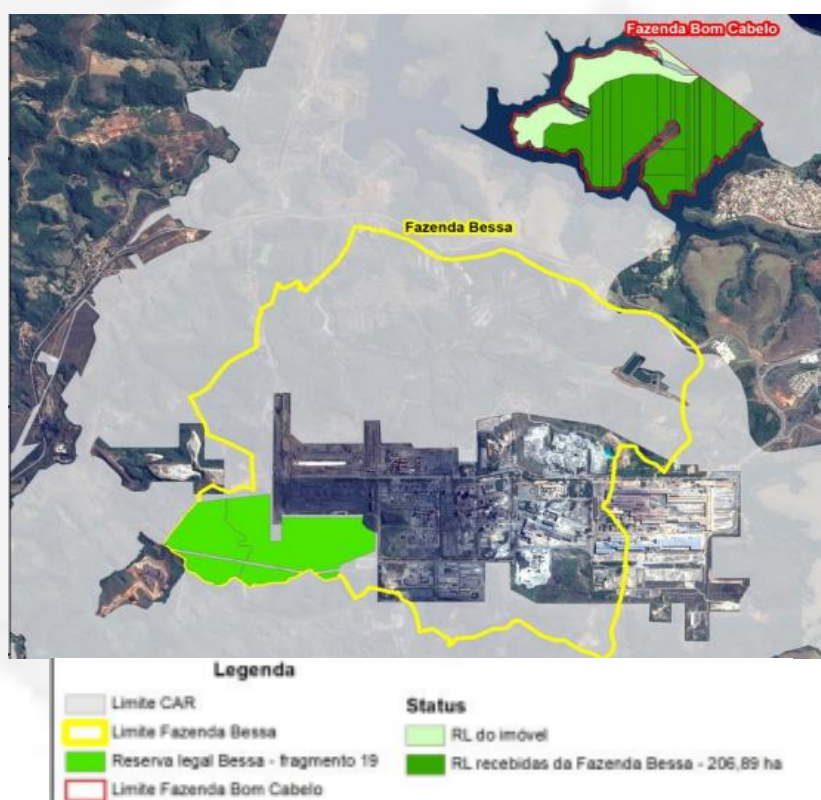 Fazenda Bom Cabelo
Fazenda Bessa
Legenda
Limite CAR
Limite Fazenda Bessa
Reserva legal Bessa - fragmento 19
Limite Fazenda Bom Cabelo
Status
RL do imóvel
RL recebidas da Fazenda Bessa - 206,89 ha